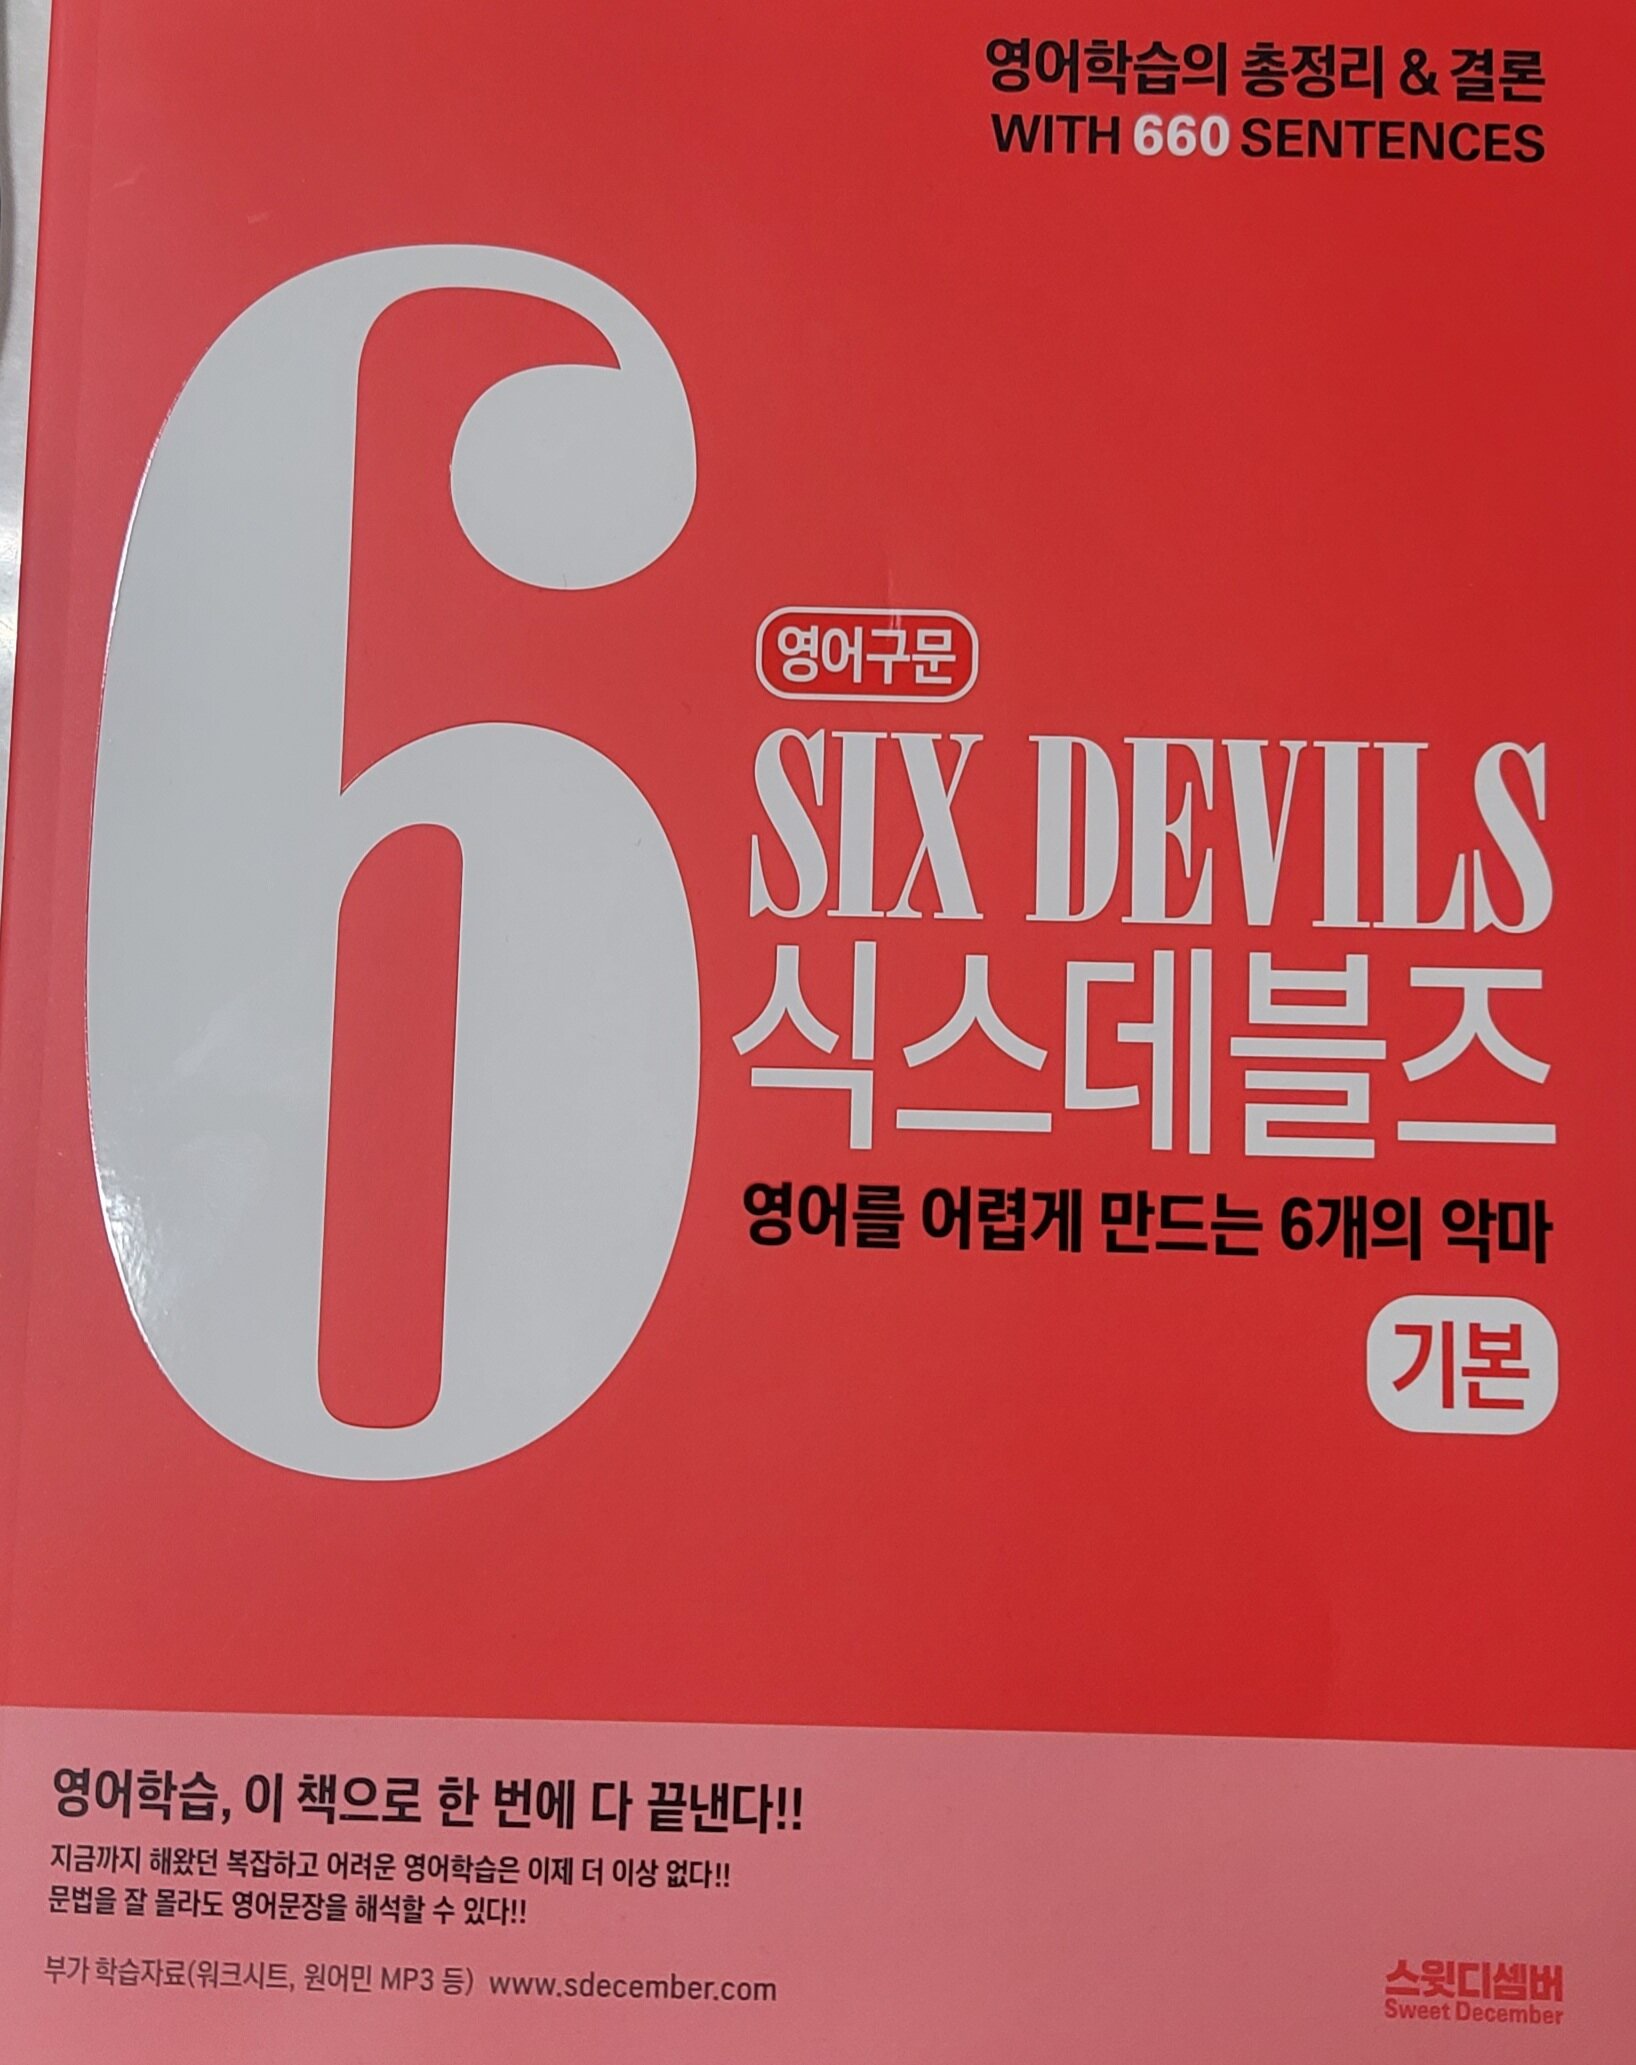 영어학습의 총정리 & 결론
WITH 660 SENTENCES
6
영어구문
SIX DEVILS
식스데블즈
영어를 어렵게 만드는 6개의 악마
기본
영어학습, 이 책으로 한 번에 다 끝낸다!!
지금까지 해왔던 복잡하고 어려운 영어학습은 이제 더 이상 없다!!
문법을 잘 몰라도 영어문장을 해석할 수 있다!!
부가 학습자료(워크시트, 원어민 MP3 등) www.sdecember.com
스윗디셈버
Sweet December